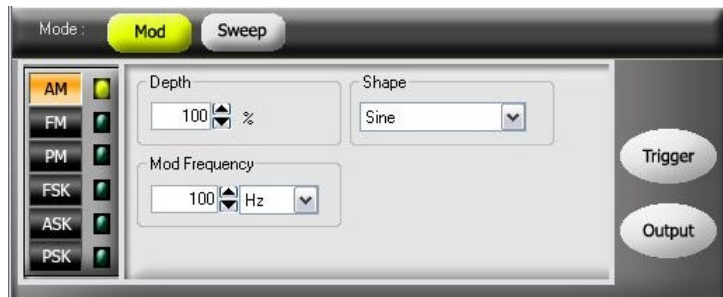 Mode :
Mod
Sweep
AM
FM
PM
FSK
ASK
PSK
Depth
100 %
Shape
Sine
Mod Frequency
100 Hz
Trigger
Output